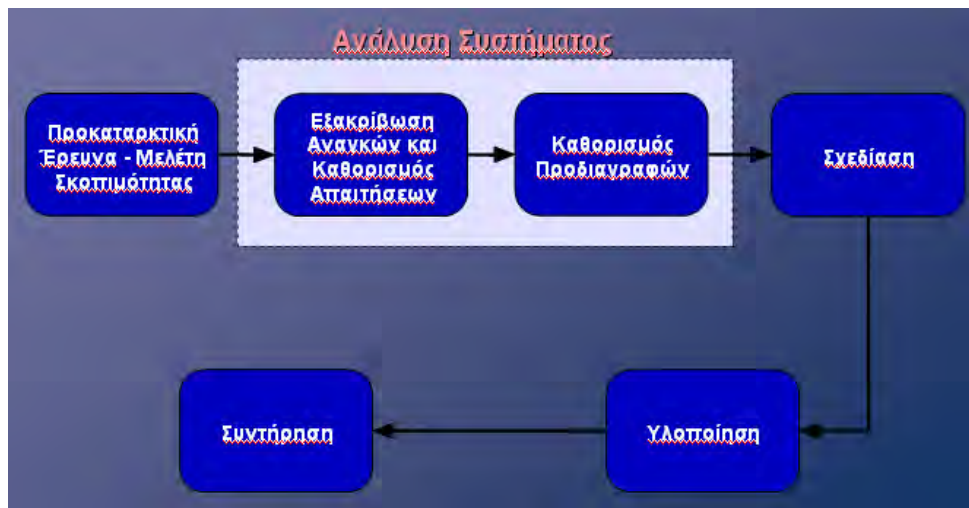 Ανάλυση Συστήματος
Προκαταρκτική
Έρευνα - Μελέτη
Σκοπιμότητας
Εξακρίβωση
Αναγκών και
Καθορισμός
Απαιτήσεων
Καθορισμός
Προδιαγραφών
Σχεδίαση
Συντήρηση
Υλοποίηση